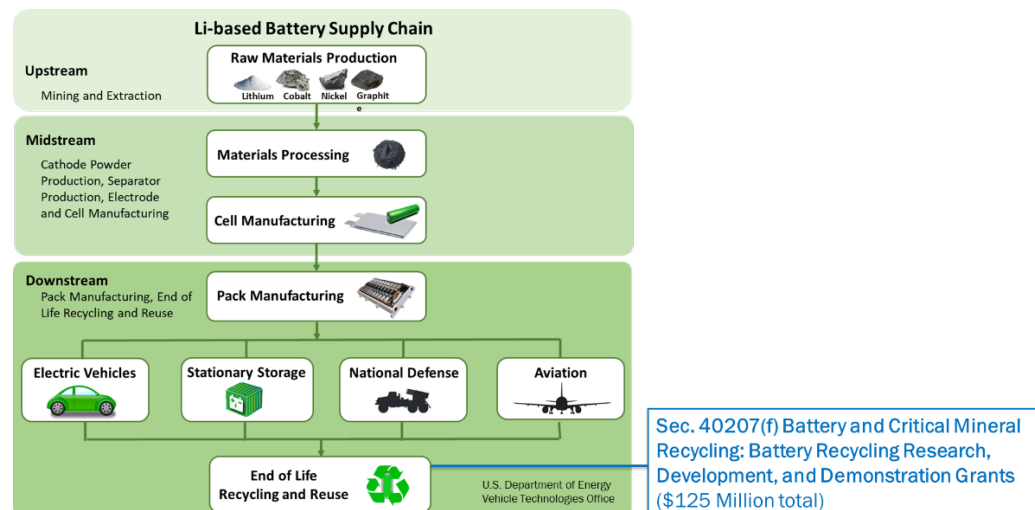 Li-based Battery Supply Chain
Raw Materials Production
Upstream
Mining and Extraction
Lithium Cobalt Nickel Graphit
e
Midstream
Cathode Powder
Production, Separator
Production, Electrode
and Cell Manufacturing
Materials Processing
Cell Manufacturing
Downstream
Pack Manufacturing, End of
Life Recycling and Reuse
Pack Manufacturing
Electric Vehicles
Stationary Storage
National Defense
Aviation
End of Life
Recycling and Reuse
U.S. Department of Energy
Vehicle Technologies Office
Sec. 40207(f) Battery and Critical Mineral
Recycling: Battery Recycling Research,
Development, and Demonstration Grants
($125 Million total)